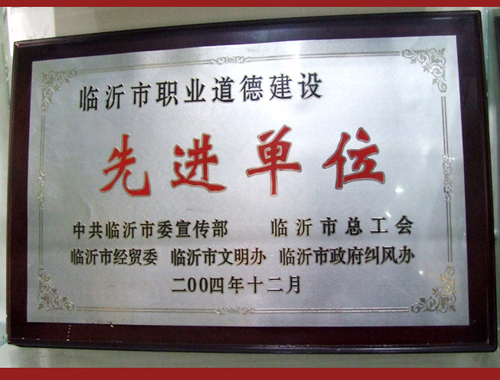 临沂市职业道德建设
先进单位
中共临沂市委宣传部 临沂市总工会
临沂市经贸委 临沂市文明办 临沂市政府纠风办
二00四年十二月